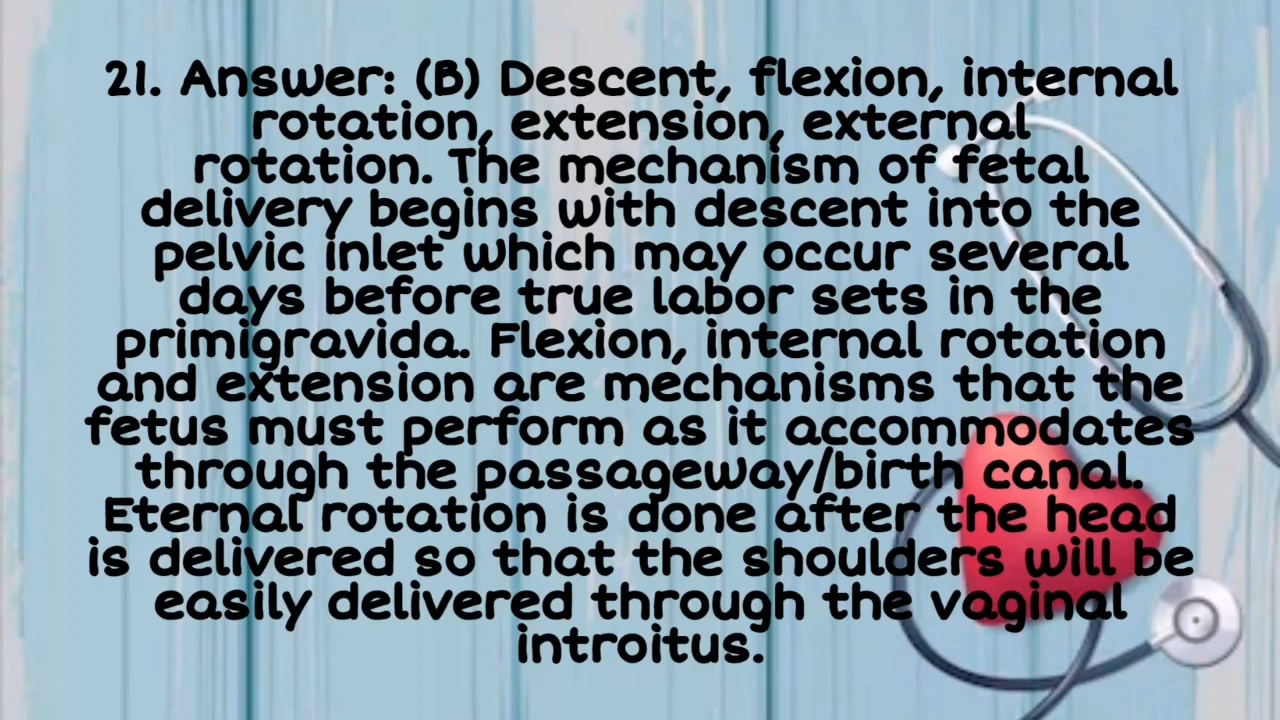 21. Answer: (B) Descent, flexion, internal
rotation, extension, external
rotation. The mechanism of fetal
delivery begins with descent into the
pelvic inlet which may occur several
days before true labor sets in the
primigravida. Flexion, internal rotation
and extension are mechanisms that the
fetus must perform as it accommodates
through the passageway/birth canal.
Eternal rotation is done after the head
is delivered so that the shoulders will be
easily delivered through the vaginal
introitus.